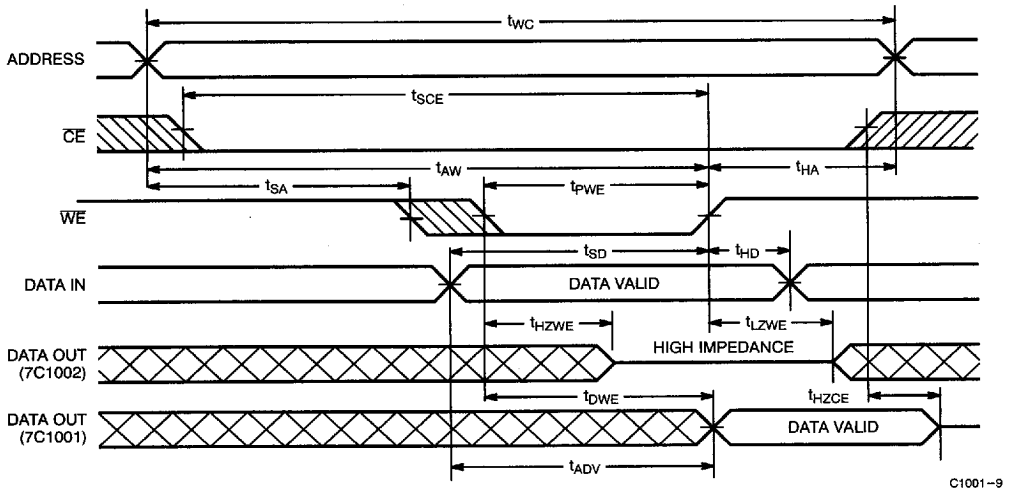 tWC
ADDRESS
tSCE
CE
tAW
tHA
tSA
tPWE
WE
tSD
tHD
DATA IN
DATA VALID
tHZWE
tLZWE
HIGH IMPEDANCE
DATA OUT
(7C1002)
tDWE
tHZCE
DATA OUT
(7C1001)
DATA VALID
tADV
C1001–9